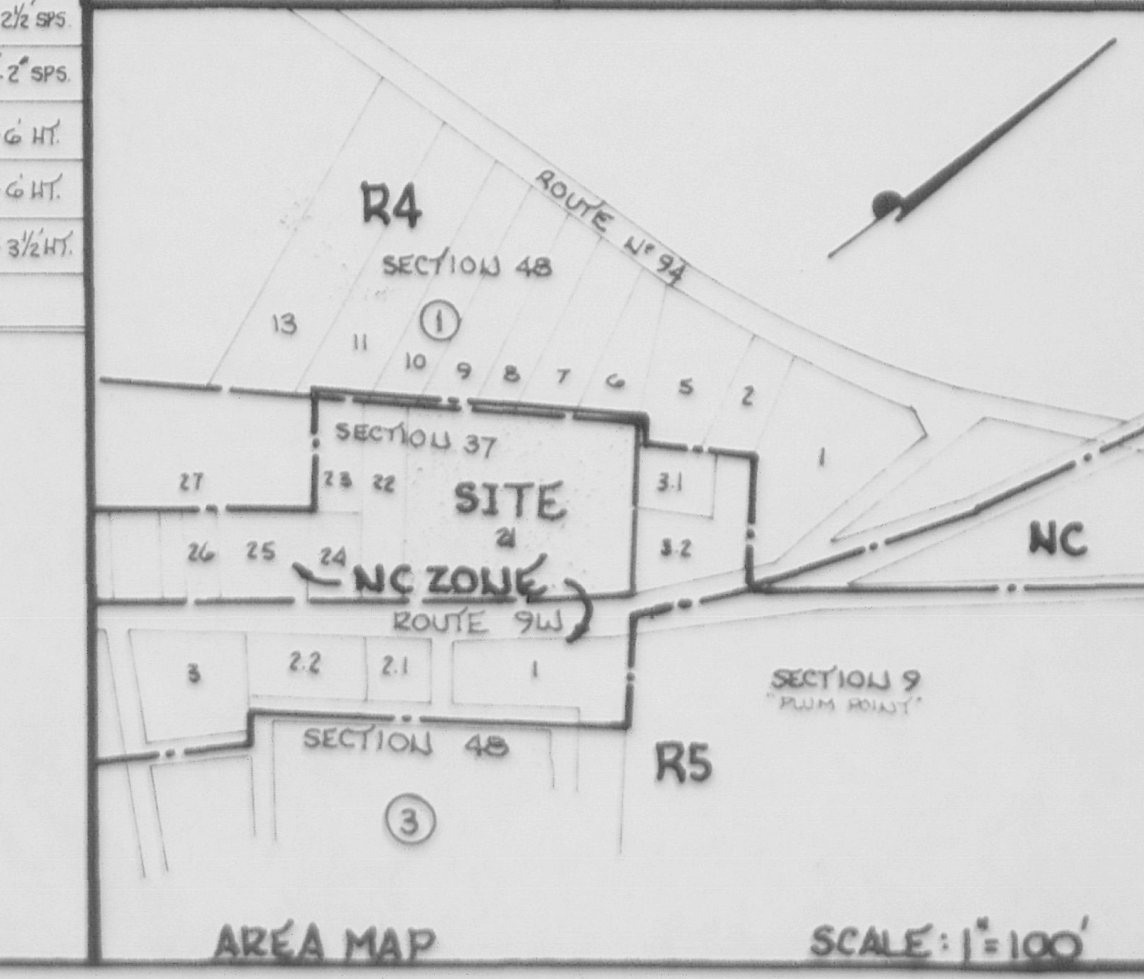 2½' SPS.
2" SPS.
6' HT.
6' HT.
3½' HT.
ROUTE Nº 94
R4
SECTION 48
1
13
11
10
9
8
7
6
5
2
1
SECTION 37
27
23
22
SITE
21
3.1
3.2
NC
26
25
24
NC ZONE
ROUTE 9W
3
2.2
2.1
1
SECTION 9
"PLUM POINT"
SECTION 48
R5
3
AREA MAP
SCALE: 1"=100'